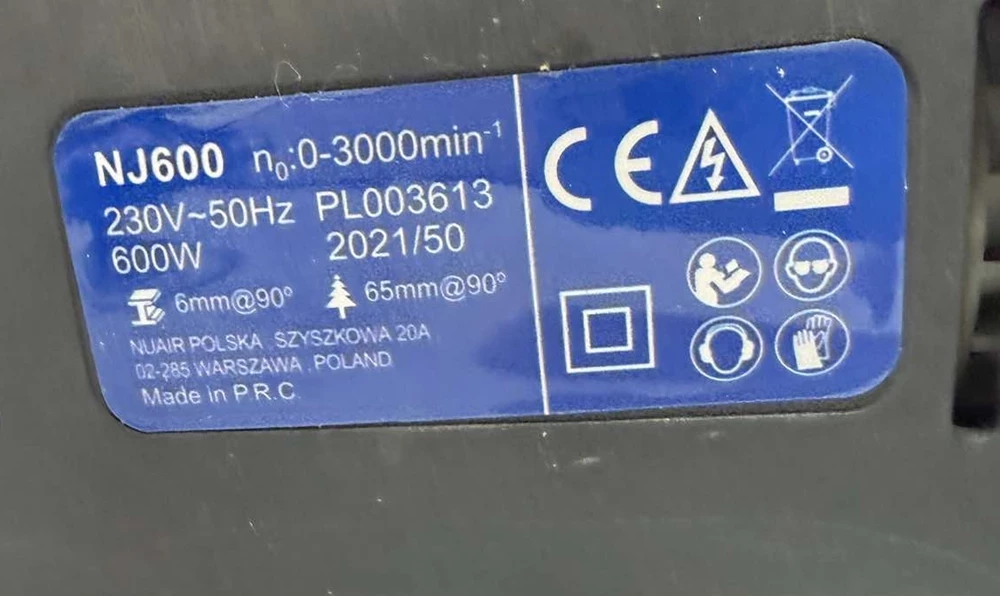 NJ600 n₀:0-3000min⁻¹
230V~50Hz PL003613
600W 2021/50
6mm@90° 65mm@90°
NUAIR POLSKA SZYSZKOWA 20A
02-285 WARSZAWA POLAND
Made in P.R.C.
CE